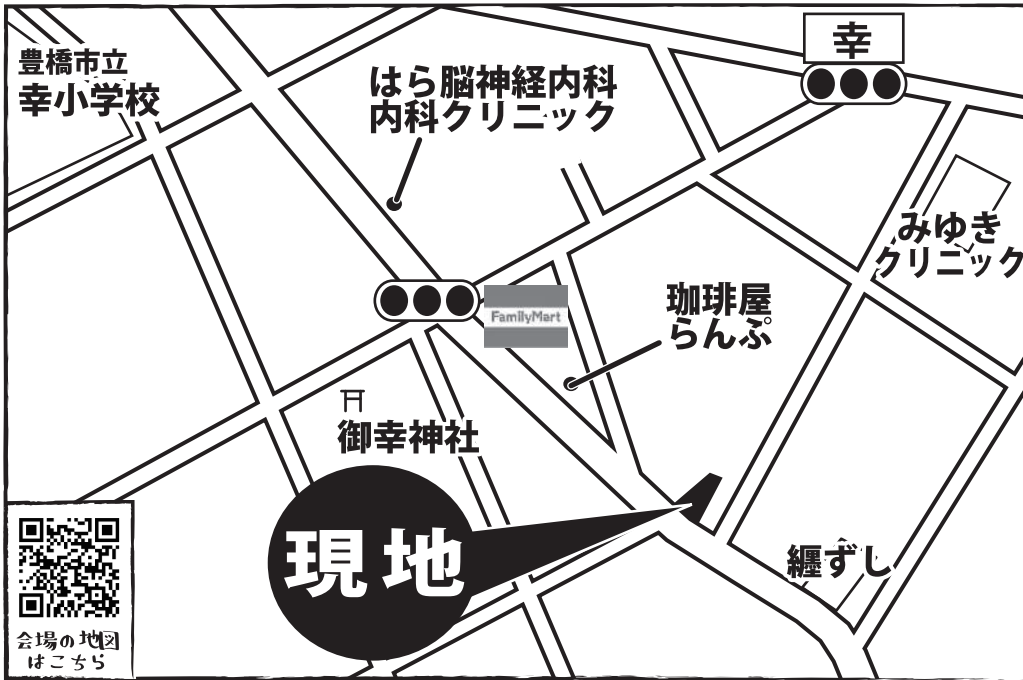 豊橋市立
幸小学校
はら脳神経内科
内科クリニック
幸
みゆき
クリニック
FamilyMart
珈琲屋
らんぷ
御幸神社
現地
纒ずし
会場の地図
はこちら